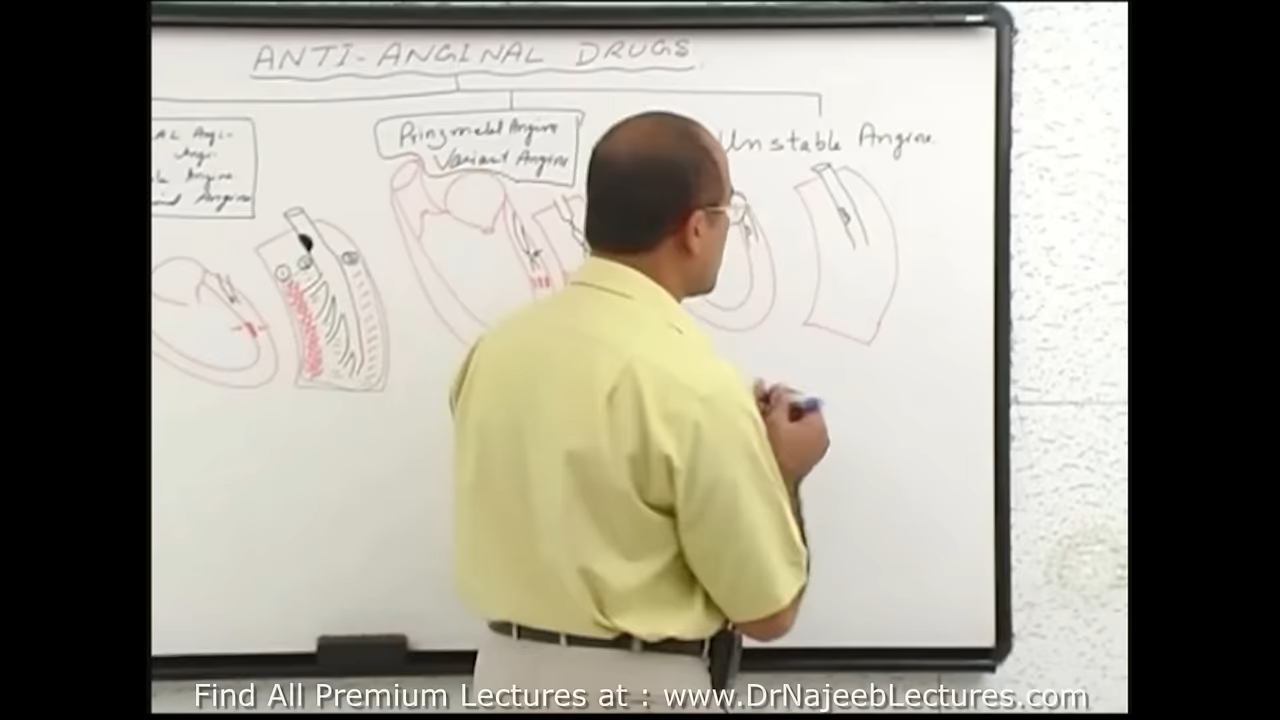 ANTI-ANGINAL DRUGS
Prinzmetal Angina
Variant Angina
Unstable Angina
Find All Premium Lectures at : www.DrNajeebLectures.com